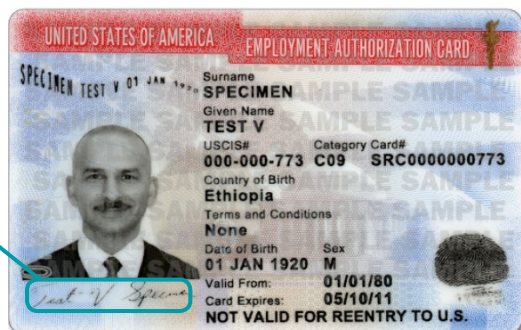 UNITED STATES OF AMERICA
EMPLOYMENT AUTHORIZATION CARD
SPECIMEN TEST V 01 JAN
Surname
SPECIMEN
Given Name
TEST V
USCIS# Category Card#
000-000-773 C09 SRC0000000773
Country of Birth
Ethiopia
Terms and Conditions
None
Date of Birth Sex
01 JAN 1920 M
Valid From: 01/01/80
Card Expires: 05/10/11
NOT VALID FOR REENTRY TO U.S.
Test V